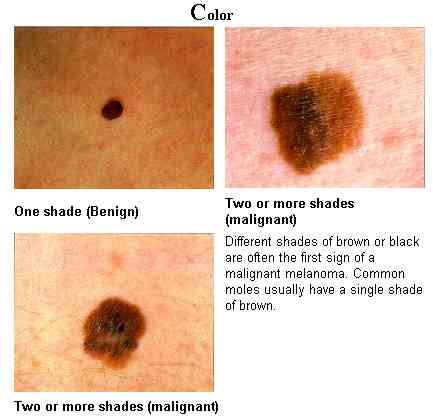 Color
One shade (Benign)
Two or more shades
(malignant)
Different shades of brown or black
are often the first sign of a
malignant melanoma. Common
moles usually have a single shade
of brown.
Two or more shades (malignant)